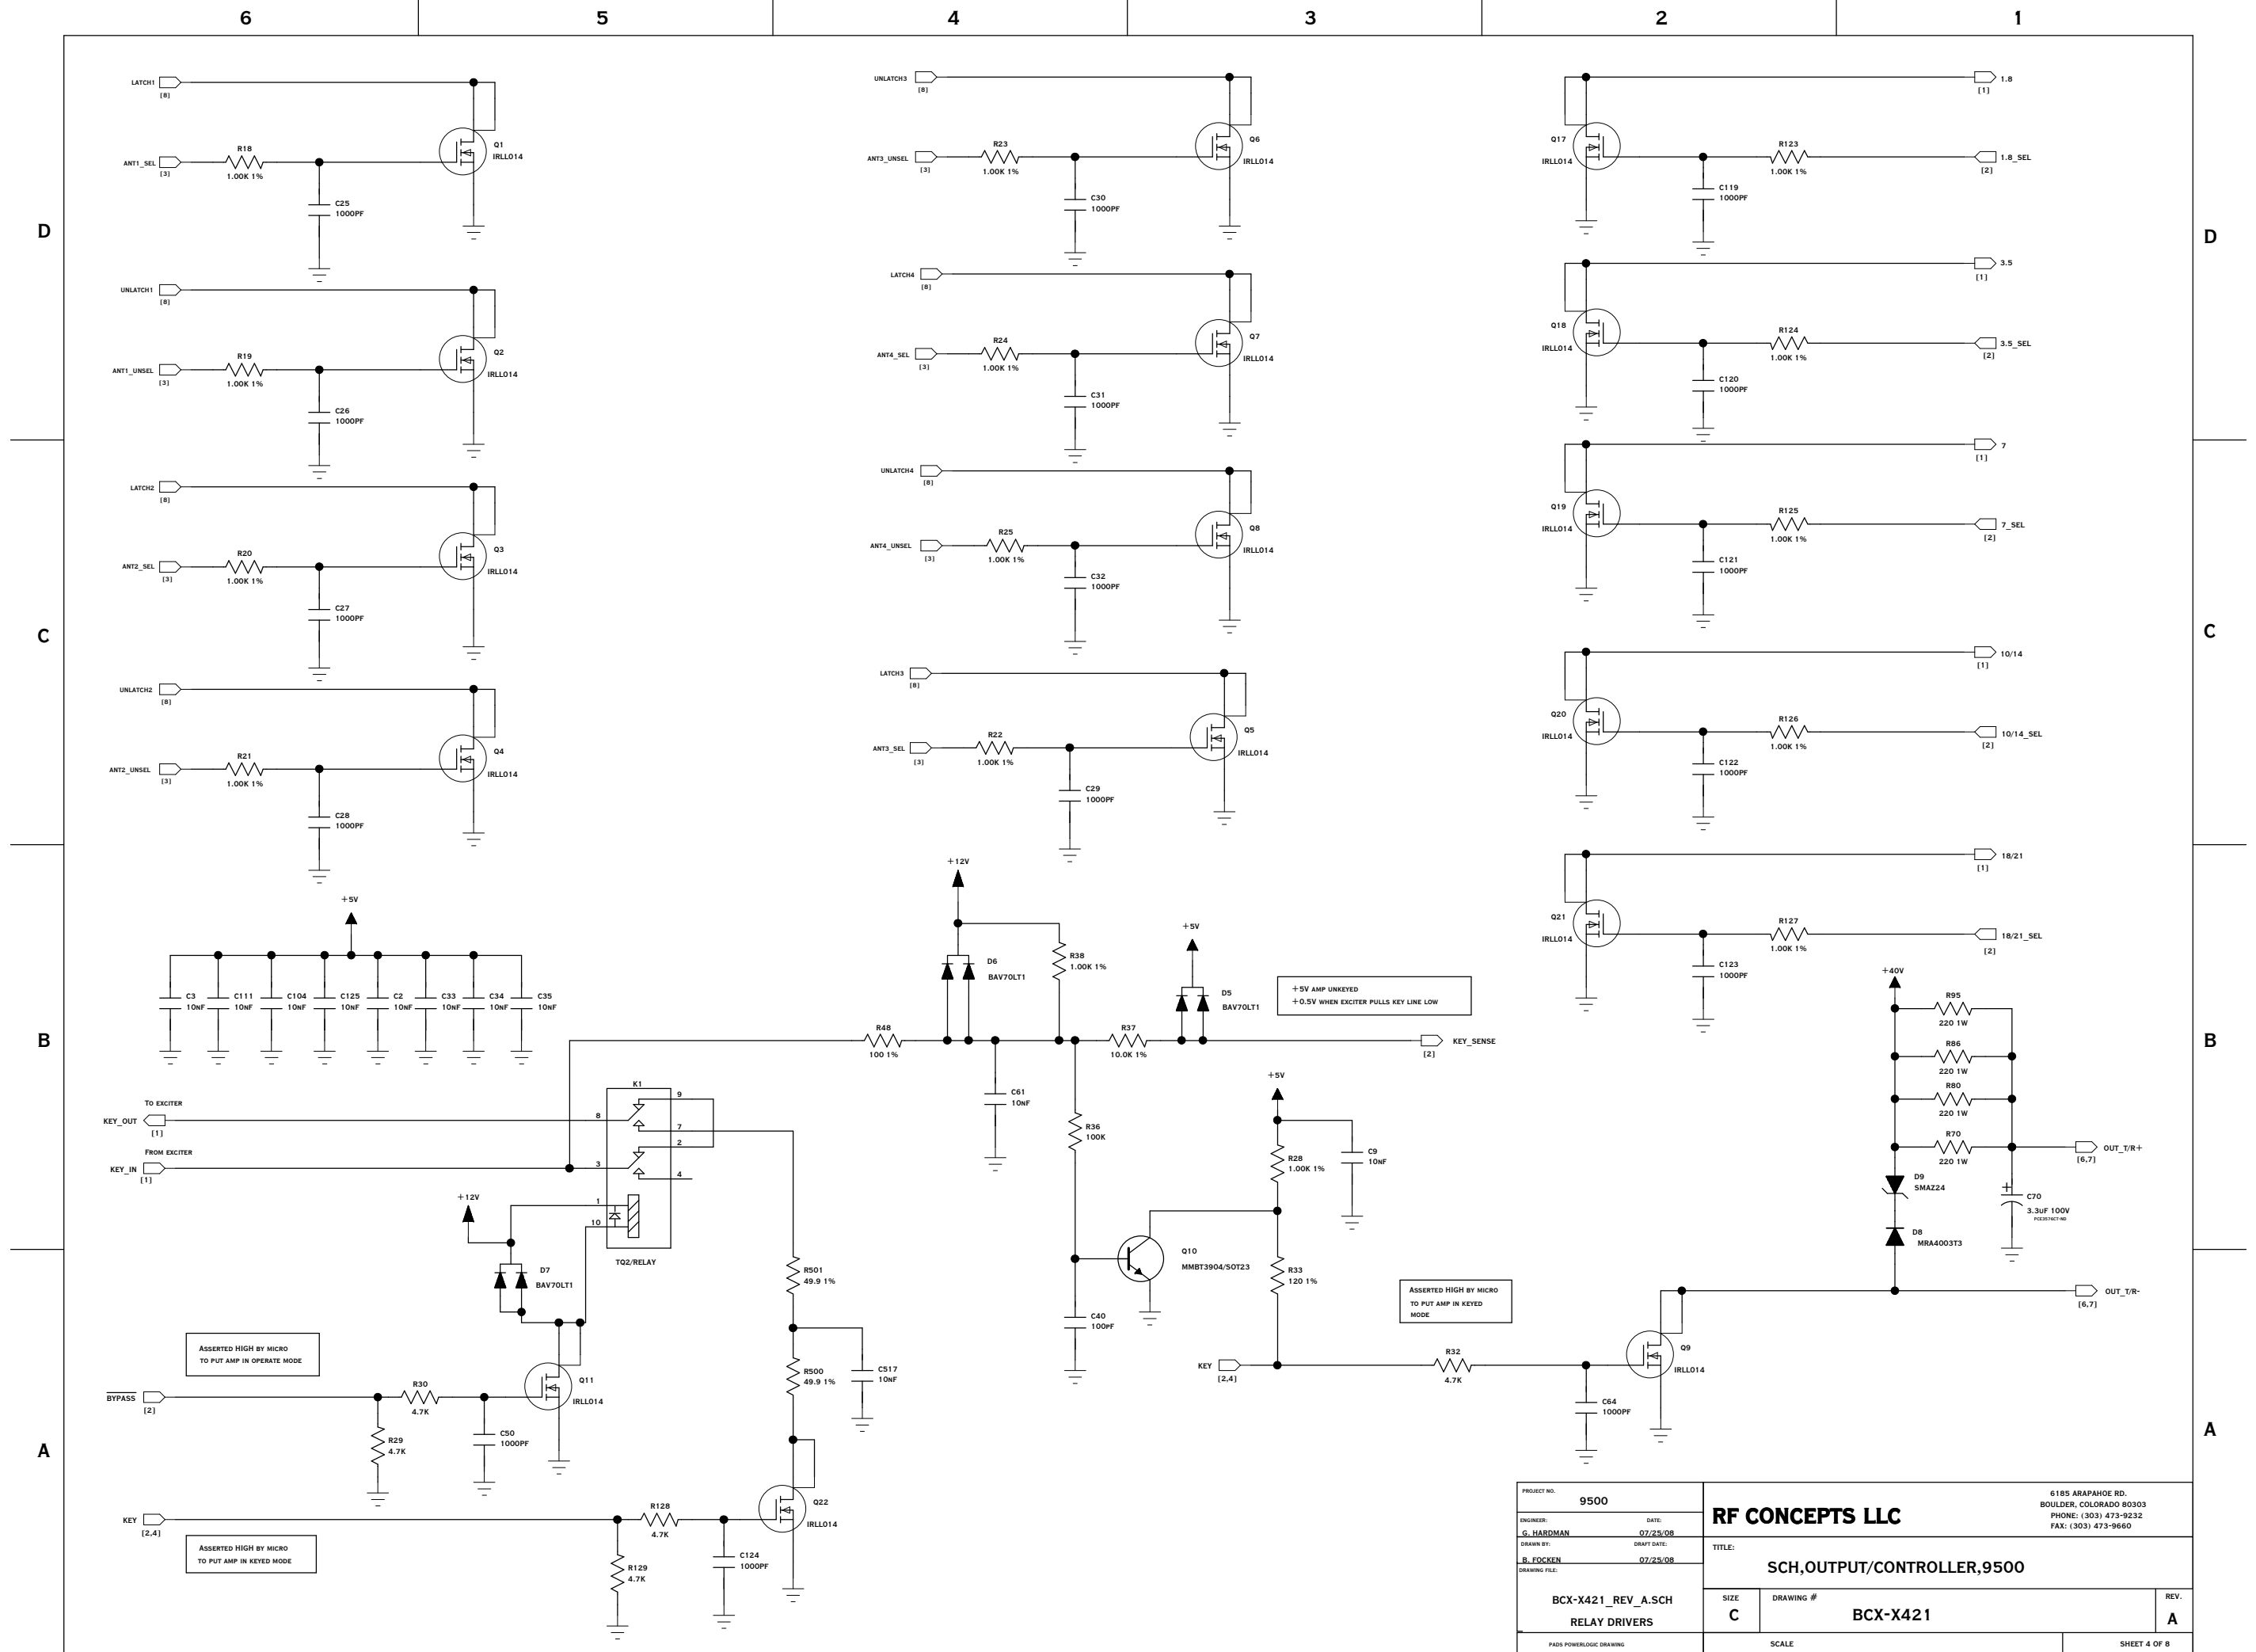 6 5 4 3 2 1
D
C
B
A
D
C
B
A
LATCH1
[8]
ANT1_SEL
[3]
R18
1.00K 1%
C25
1000PF
Q1
IRLL014
UNLATCH1
[8]
ANT1_UNSEL
[3]
R19
1.00K 1%
C26
1000PF
Q2
IRLL014
LATCH2
[8]
ANT2_SEL
[3]
R20
1.00K 1%
C27
1000PF
Q3
IRLL014
UNLATCH2
[8]
ANT2_UNSEL
[3]
R21
1.00K 1%
C28
1000PF
Q4
IRLL014
UNLATCH3
[8]
ANT3_UNSEL
[3]
R23
1.00K 1%
C30
1000PF
Q6
IRLL014
LATCH4
[8]
ANT4_SEL
[3]
R24
1.00K 1%
C31
1000PF
Q7
IRLL014
UNLATCH4
[8]
ANT4_UNSEL
[3]
R25
1.00K 1%
C32
1000PF
Q8
IRLL014
LATCH3
[8]
ANT3_SEL
[3]
R22
1.00K 1%
C29
1000PF
Q5
IRLL014
1.8
[1]
Q17
IRLL014
R123
1.00K 1%
1.8_SEL
[2]
C119
1000PF
3.5
[1]
Q18
IRLL014
R124
1.00K 1%
3.5_SEL
[2]
C120
1000PF
7
[1]
Q19
IRLL014
R125
1.00K 1%
7_SEL
[2]
C121
1000PF
10/14
[1]
Q20
IRLL014
R126
1.00K 1%
10/14_SEL
[2]
C122
1000PF
18/21
[1]
Q21
IRLL014
R127
1.00K 1%
18/21_SEL
[2]
C123
1000PF
+5V
C3
10NF
C111
10NF
C104
10NF
C125
10NF
C2
10NF
C33
10NF
C34
10NF
C35
10NF
+12V
D6
BAV70LT1
R38
1.00K 1%
+5V
D5
BAV70LT1
+5V AMP UNKEYED
+0.5V WHEN EXCITER PULLS KEY LINE LOW
R48
100 1%
R37
10.0K 1%
KEY_SENSE
[2]
C61
10NF
R36
100K
+5V
R28
1.00K 1%
C9
10NF
Q10
MMBT3904/SOT23
R33
120 1%
C40
100PF
TO EXCITER
KEY_OUT
[1]
FROM EXCITER
KEY_IN
[1]
K1
8
9
7
2
3
4
1
10
TQ2/RELAY
+12V
D7
BAV70LT1
R501
49.9 1%
R500
49.9 1%
C517
10NF
ASSERTED HIGH BY MICRO
TO PUT AMP IN OPERATE MODE
BYPASS
[2]
R30
4.7K
R29
4.7K
C50
1000PF
Q11
IRLL014
KEY
[2,4]
R128
4.7K
R129
4.7K
C124
1000PF
Q22
IRLL014
ASSERTED HIGH BY MICRO
TO PUT AMP IN KEYED MODE
+40V
R95
220 1W
R86
220 1W
R80
220 1W
R70
220 1W
OUT_T/R+
[6,7]
D9
SMAZ24
+
C70
3.3UF 100V
PCE3576CT-ND
D8
MRA4003T3
OUT_T/R-
[6,7]
ASSERTED HIGH BY MICRO
TO PUT AMP IN KEYED
MODE
KEY
[2,4]
R32
4.7K
C64
1000PF
Q9
IRLL014
PROJECT NO.
9500
ENGINEER: DATE:
G. HARDMAN 07/25/08
DRAWN BY: DRAFT DATE:
B. FOCKEN 07/25/08
DRAWING FILE:
BCX-X421_REV_A.SCH
RELAY DRIVERS
PADS POWERLOGIC DRAWING
RF CONCEPTS LLC
6185 ARAPAHOE RD.
BOULDER, COLORADO 80303
PHONE: (303) 473-9232
FAX: (303) 473-9660
TITLE:
SCH,OUTPUT/CONTROLLER,9500
SIZE
C
DRAWING #
BCX-X421
REV.
A
SCALE
SHEET 4 OF 8